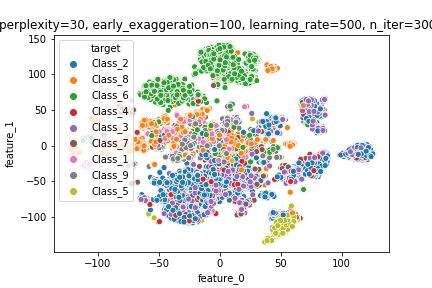 perplexity=30, early_exaggeration=100, learning_rate=500, n_iter=300
target
Class_2
Class_8
Class_6
Class_4
Class_3
Class_7
Class_1
Class_9
Class_5
150
100
50
0
−50
−100
feature_1
−100
−50
0
50
100
feature_0